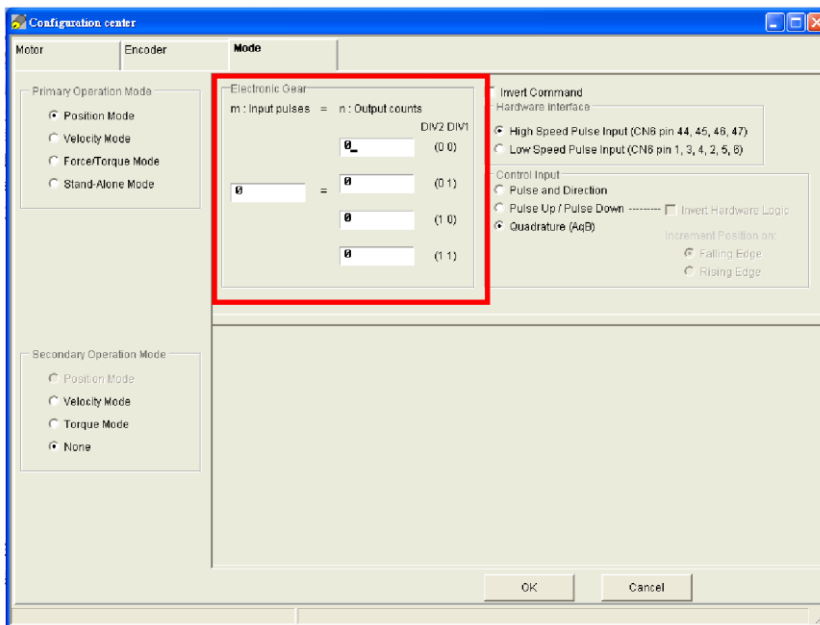 Configuration center
Motor Encoder Mode
Primary Operation Mode
Position Mode
Velocity Mode
Force/Torque Mode
Stand-Alone Mode
Electronic Gear
m : Input pulses = n : Output counts
DIV2 DIV1
0 (0 0)
0 = 0 (0 1)
0 (1 0)
0 (1 1)
Invert Command
Hardware Interface
High Speed Pulse Input (CN6 pin 44, 45, 46, 47)
Low Speed Pulse Input (CN6 pin 1, 3, 4, 2, 5, 6)
Control Input
Pulse and Direction
Pulse Up / Pulse Down --------- Invert Hardware Logic
Quadrature (AqB)
Increment Position on:
Falling Edge
Rising Edge
Secondary Operation Mode
Position Mode
Velocity Mode
Torque Mode
None
OK Cancel